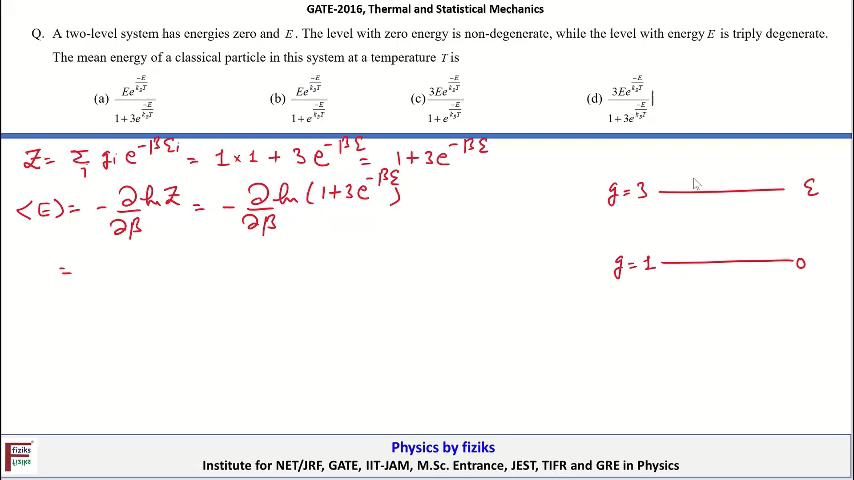 GATE-2016, Thermal and Statistical Mechanics
Q. A two-level system has energies zero and E. The level with zero energy is non-degenerate, while the level with energy E is triply degenerate.
The mean energy of a classical particle in this system at a temperature T is
(a) Ee^{-E/k_BT} / 1+3e^{-E/k_BT} (b) Ee^{-E/k_BT} / 1+e^{-E/k_BT} (c) 3Ee^{-E/k_BT} / 1+e^{-E/k_BT} (d) 3Ee^{-E/k_BT} / 1+3e^{-E/k_BT}
Z = Σ_i g_i e^{-βε_i} = 1 × 1 + 3 e^{-βε} = 1+3e^{-βε}
<E> = - ∂/∂β ln Z = - ∂/∂β ln (1+3e^{-βε})
=
g = 3 ε
g = 1 0
fiziks
Physics by fiziks
Institute for NET/JRF, GATE, IIT-JAM, M.Sc. Entrance, JEST, TIFR and GRE in Physics